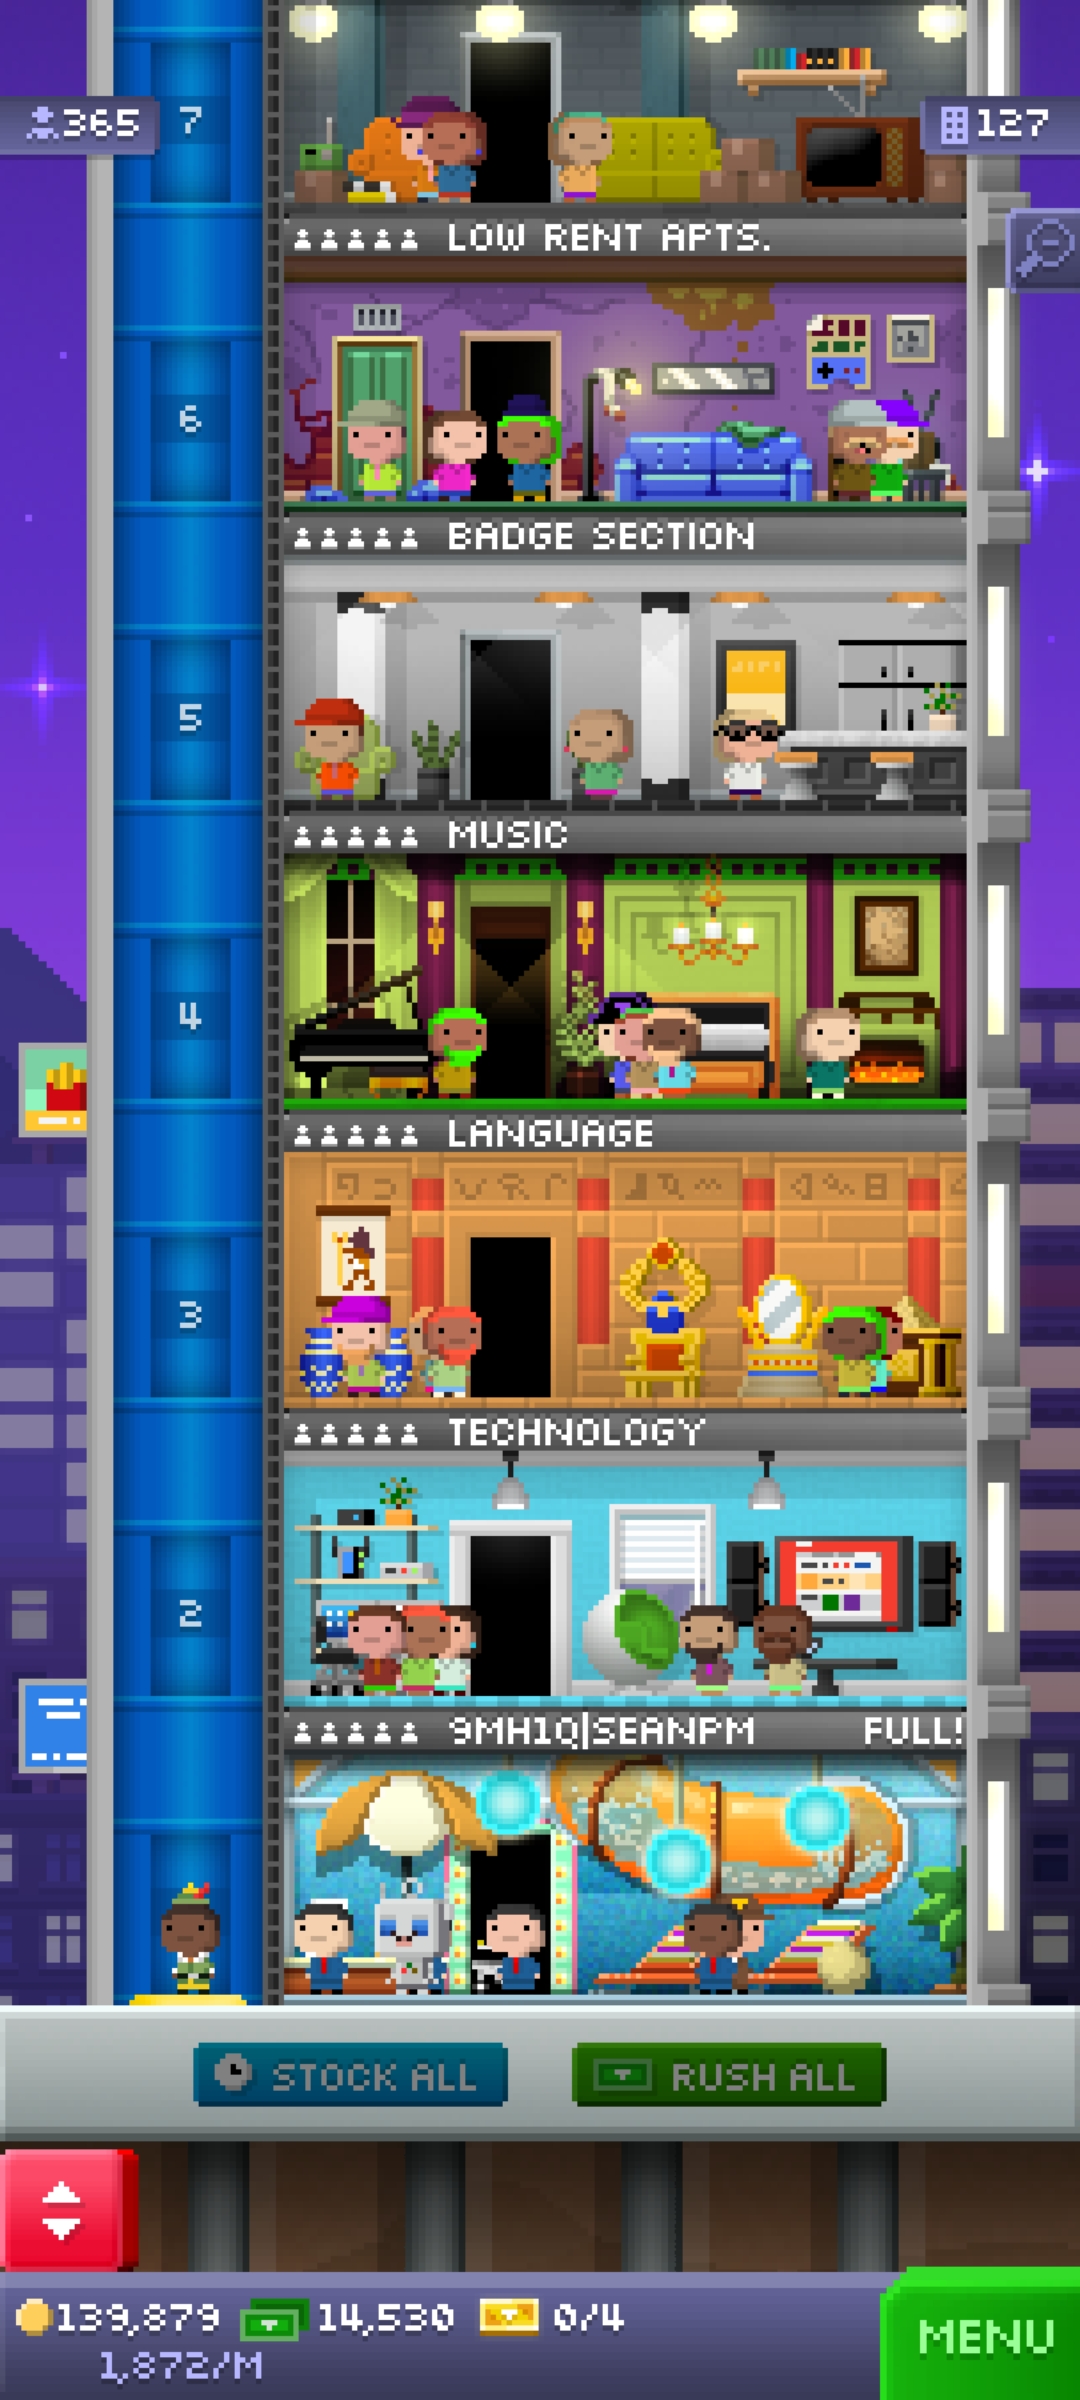 365
7
127
LOW RENT APTS.
6
BADGE SECTION
5
MUSIC
4
LANGUAGE
3
TECHNOLOGY
2
9MH1Q|SEANPM FULL!
STOCK ALL
RUSH ALL
139,879 14,530 0/4
1,872/M
MENU